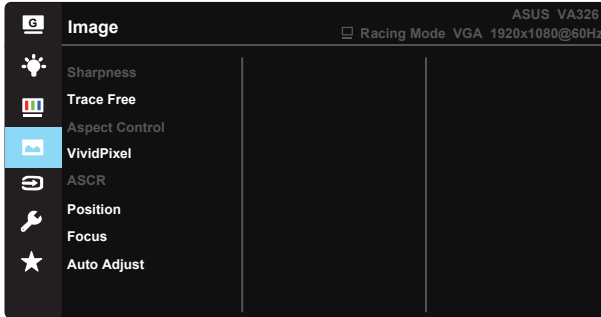 G
Image
ASUS VA326
Racing Mode VGA 1920x1080@60Hz
Sharpness
Trace Free
Aspect Control
VividPixel
ASCR
Position
Focus
Auto Adjust